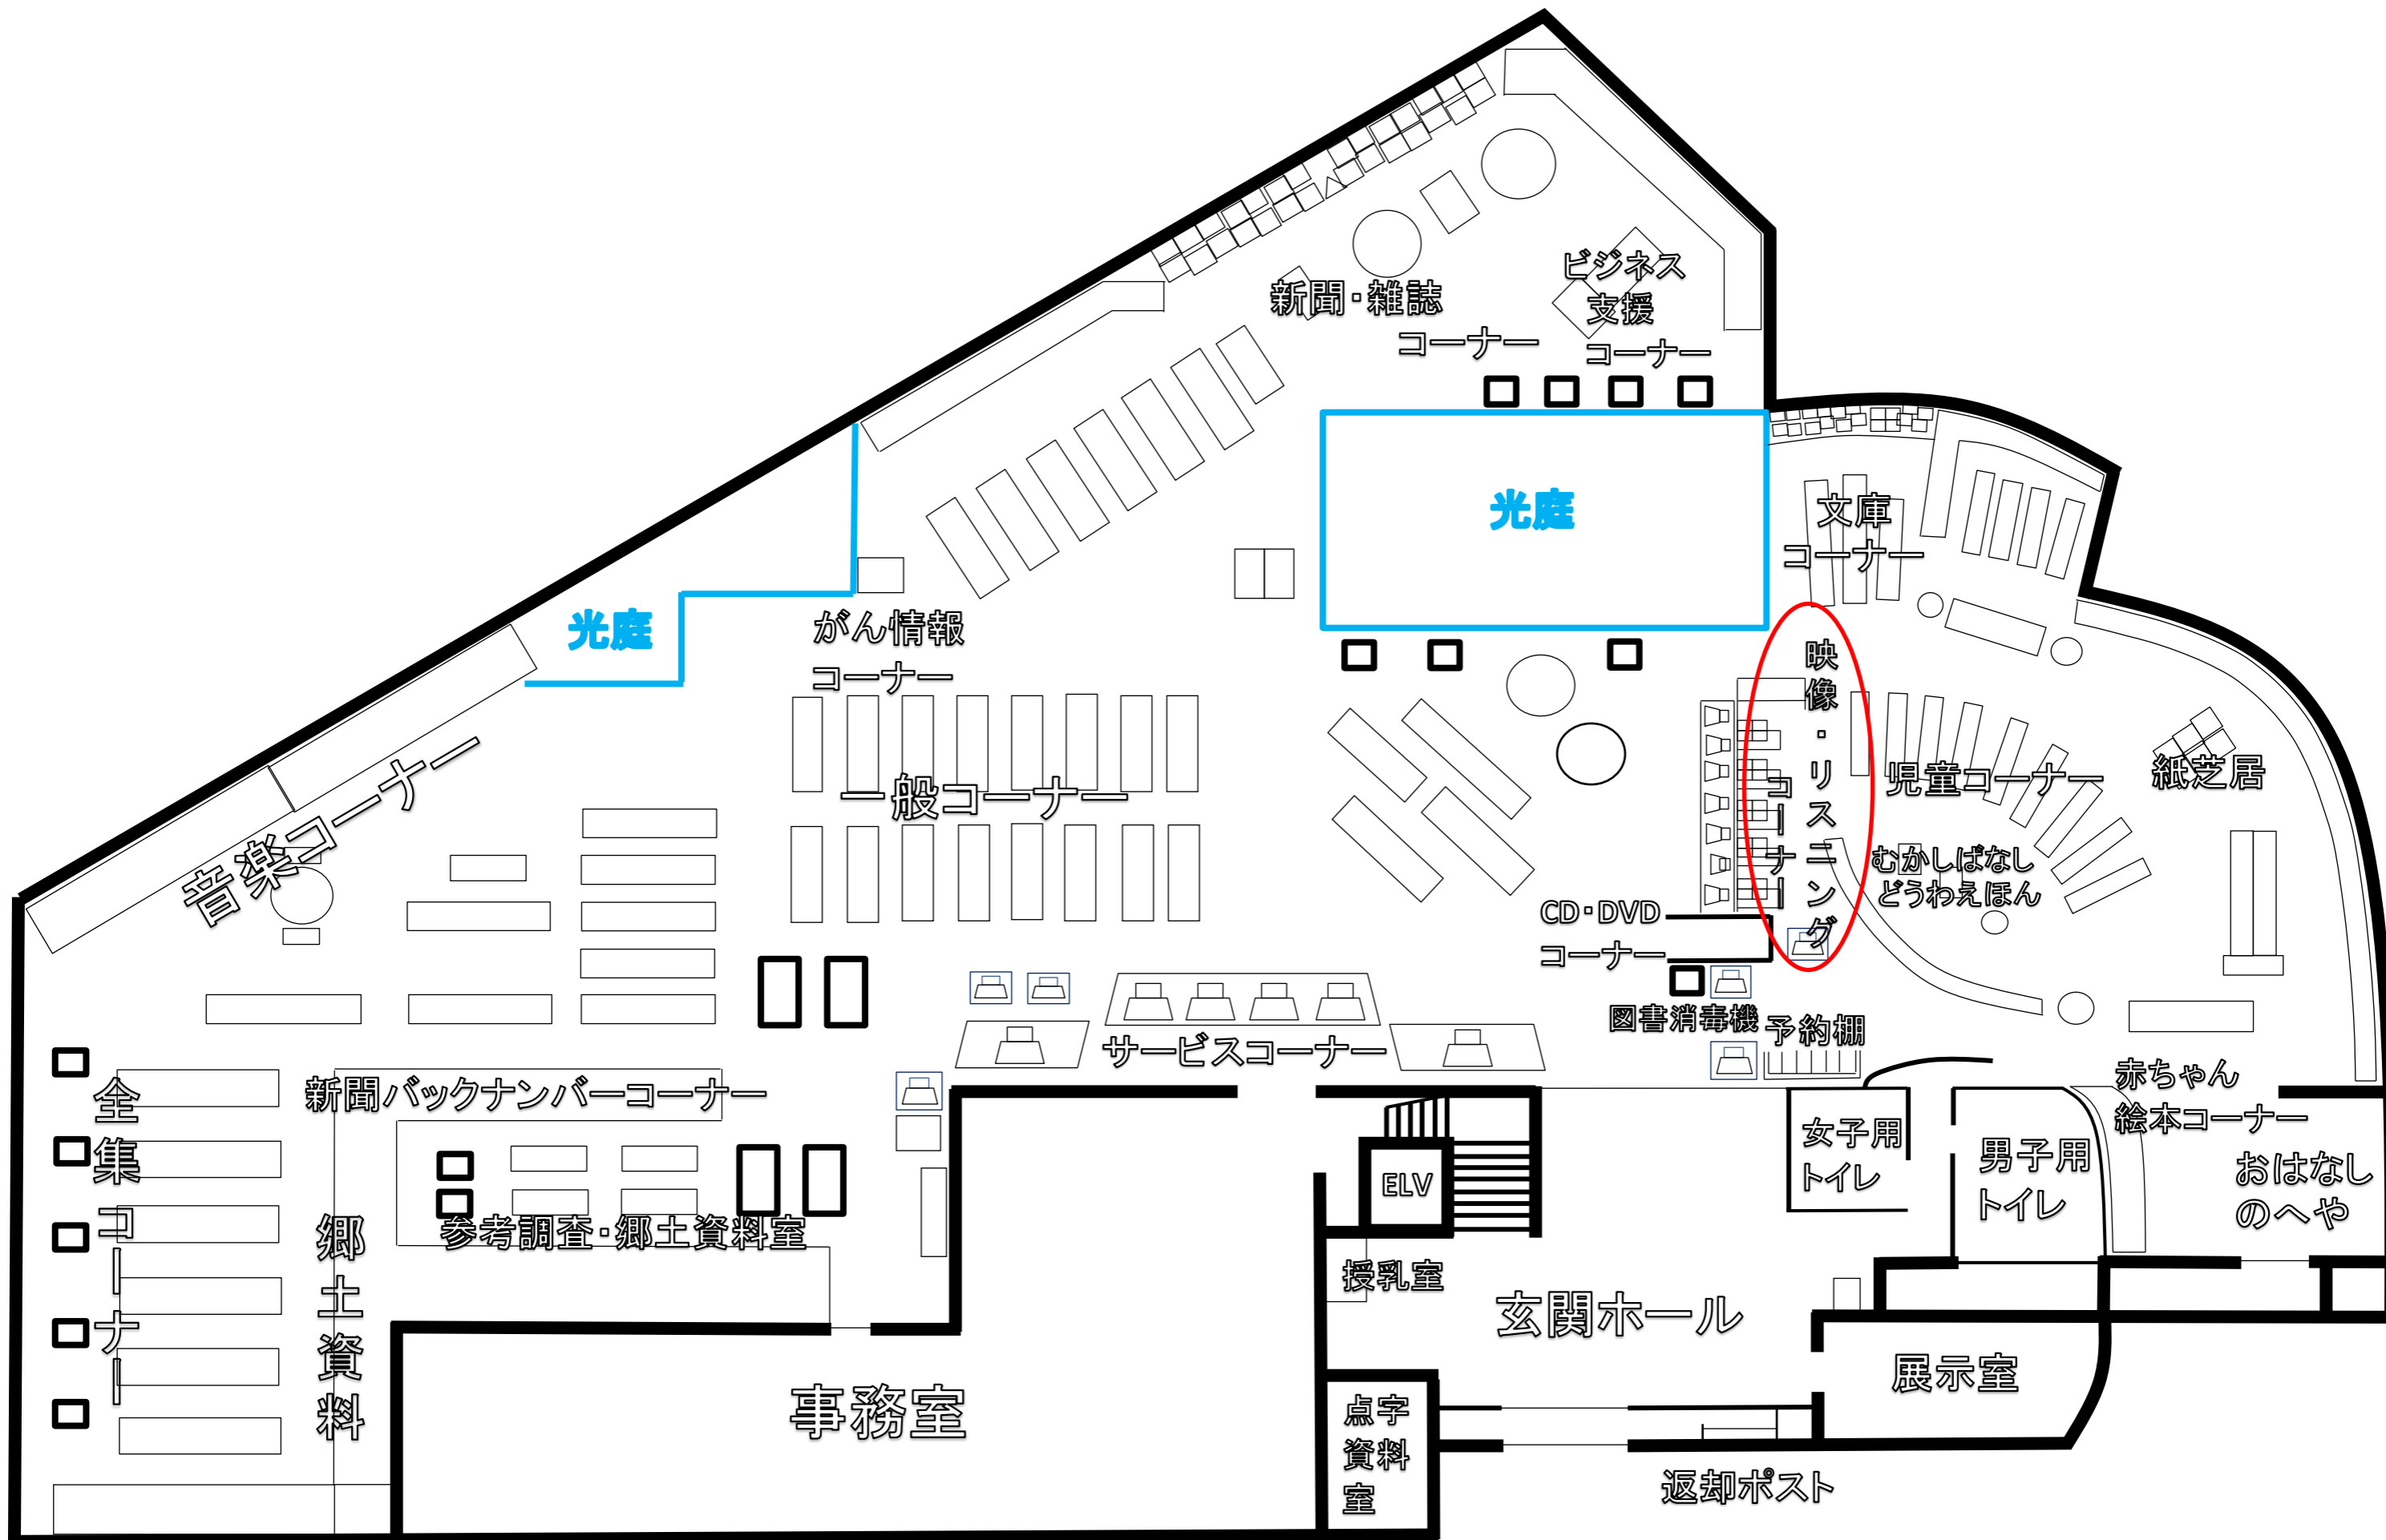 新聞・雑誌
コーナー
ビジネス
支援
コーナー
光庭
文庫
コーナー
光庭
がん情報
コーナー
映像・リスニング
コーナー
音楽コーナー
一般コーナー
児童コーナー
紙芝居
むかしばなし
どうわえほん
CD・DVD
コーナー
図書消毒機
予約棚
サービスコーナー
全集コーナー
新聞バックナンバーコーナー
赤ちゃん
絵本コーナー
女子用
トイレ
男子用
トイレ
おはなし
のへや
ELV
郷土資料
参考調査・郷土資料室
授乳室
玄関ホール
展示室
事務室
点字
資料
室
返却ポスト